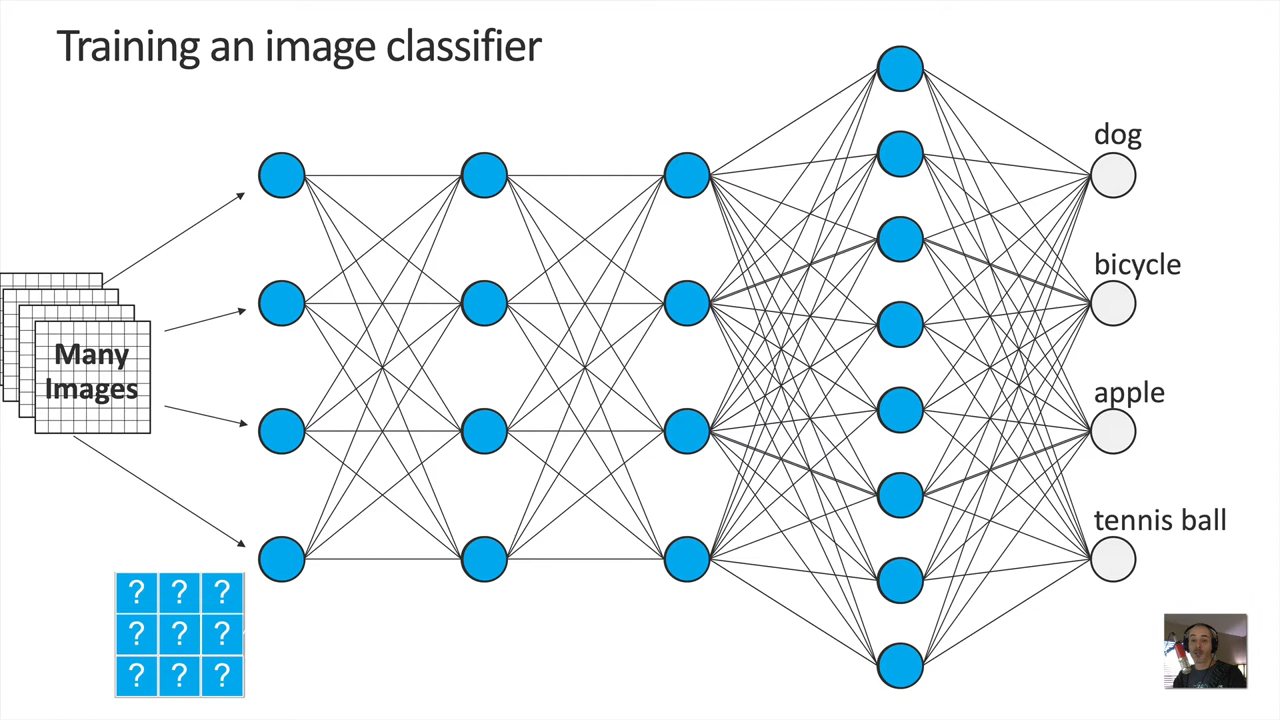 Training an image classifier
dog
bicycle
Many
Images
apple
tennis ball
? ? ?
? ? ?
? ? ?